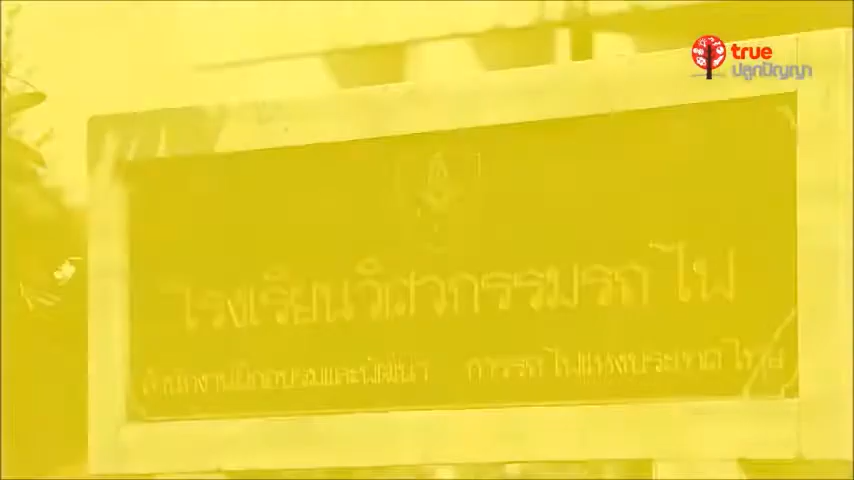 true
ปลูกปัญญา
โรงเรียนวิศวกรรมรถไฟ
สำนักงานฝึกอบรมและพัฒนา การรถไฟแห่งประเทศไทย